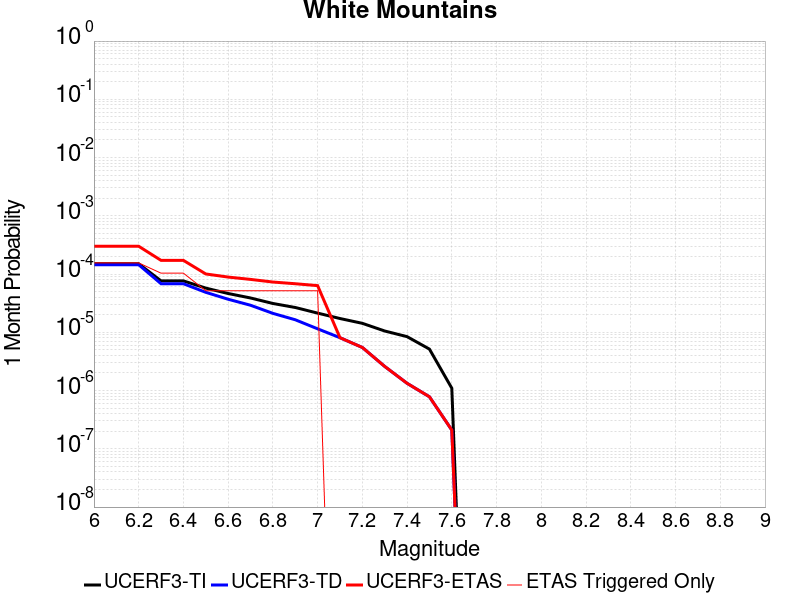 White Mountains
10^0
10^-1
10^-2
10^-3
10^-4
10^-5
10^-6
10^-7
10^-8
1 Month Probability
6 6.2 6.4 6.6 6.8 7 7.2 7.4 7.6 7.8 8 8.2 8.4 8.6 8.8 9
Magnitude
UCERF3-TI UCERF3-TD UCERF3-ETAS ETAS Triggered Only